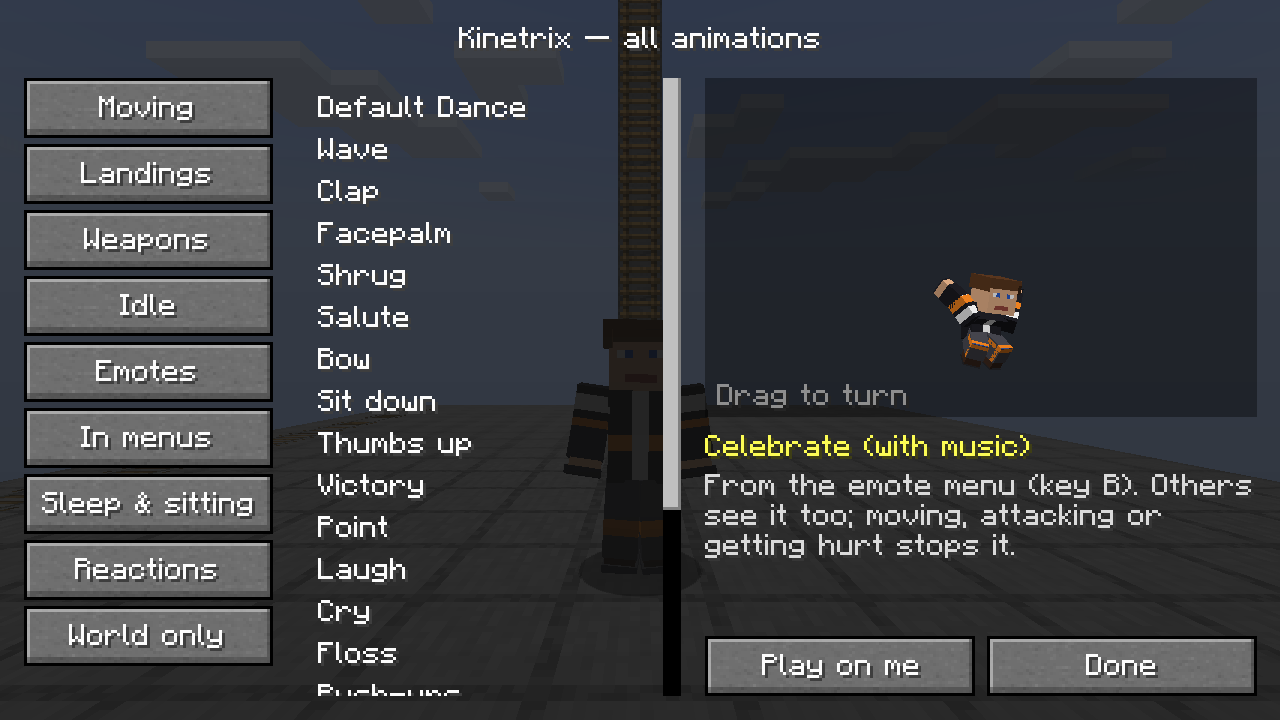 Kinetrix — all animations
Moving
Landings
Weapons
Idle
Emotes
In menus
Sleep & sitting
Reactions
World only
Default Dance
Wave
Clap
Facepalm
Shrug
Salute
Bow
Sit down
Thumbs up
Victory
Point
Laugh
Cry
Floss
Drag to turn
Celebrate (with music)
From the emote menu (key B). Others
see it too; moving, attacking or
getting hurt stops it.
Play on me
Done